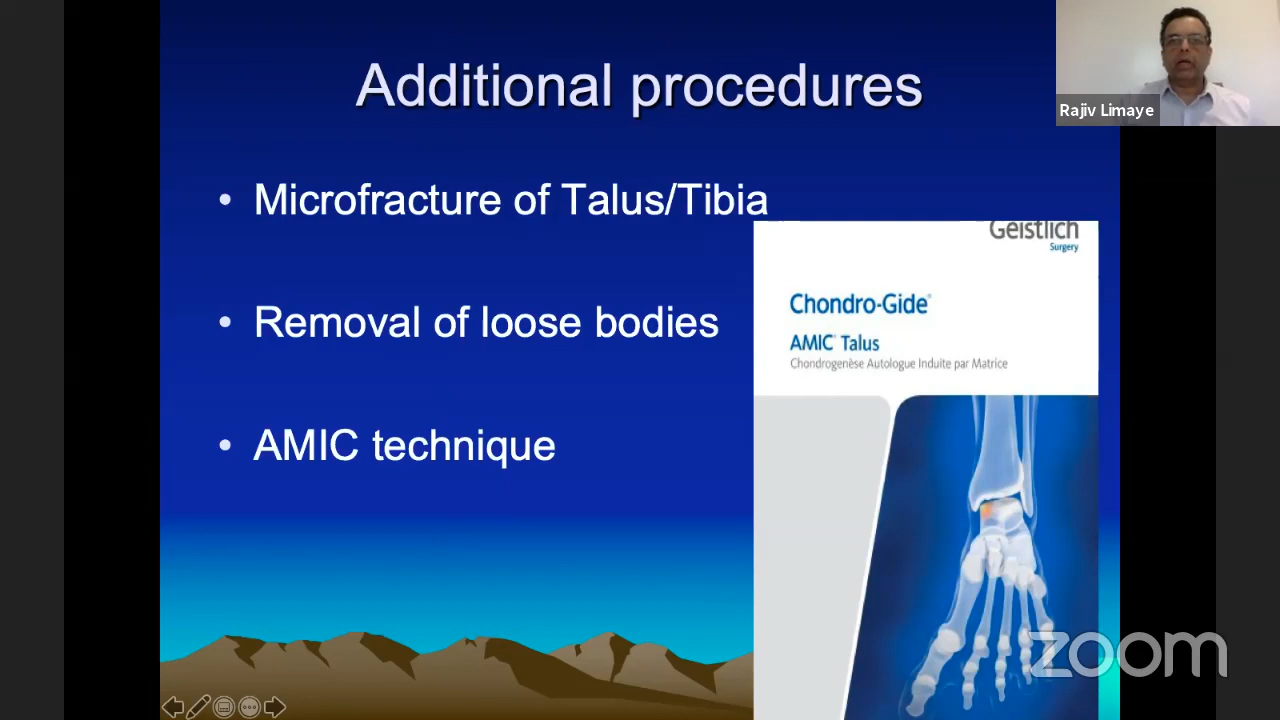 Additional procedures
Rajiv Limaye
• Microfracture of Talus/Tibia
• Removal of loose bodies
• AMIC technique
Geistlich
Surgery
Chondro-Gide®
AMIC® Talus
Chondrogenèse Autologue Induite par Matrice
zoom